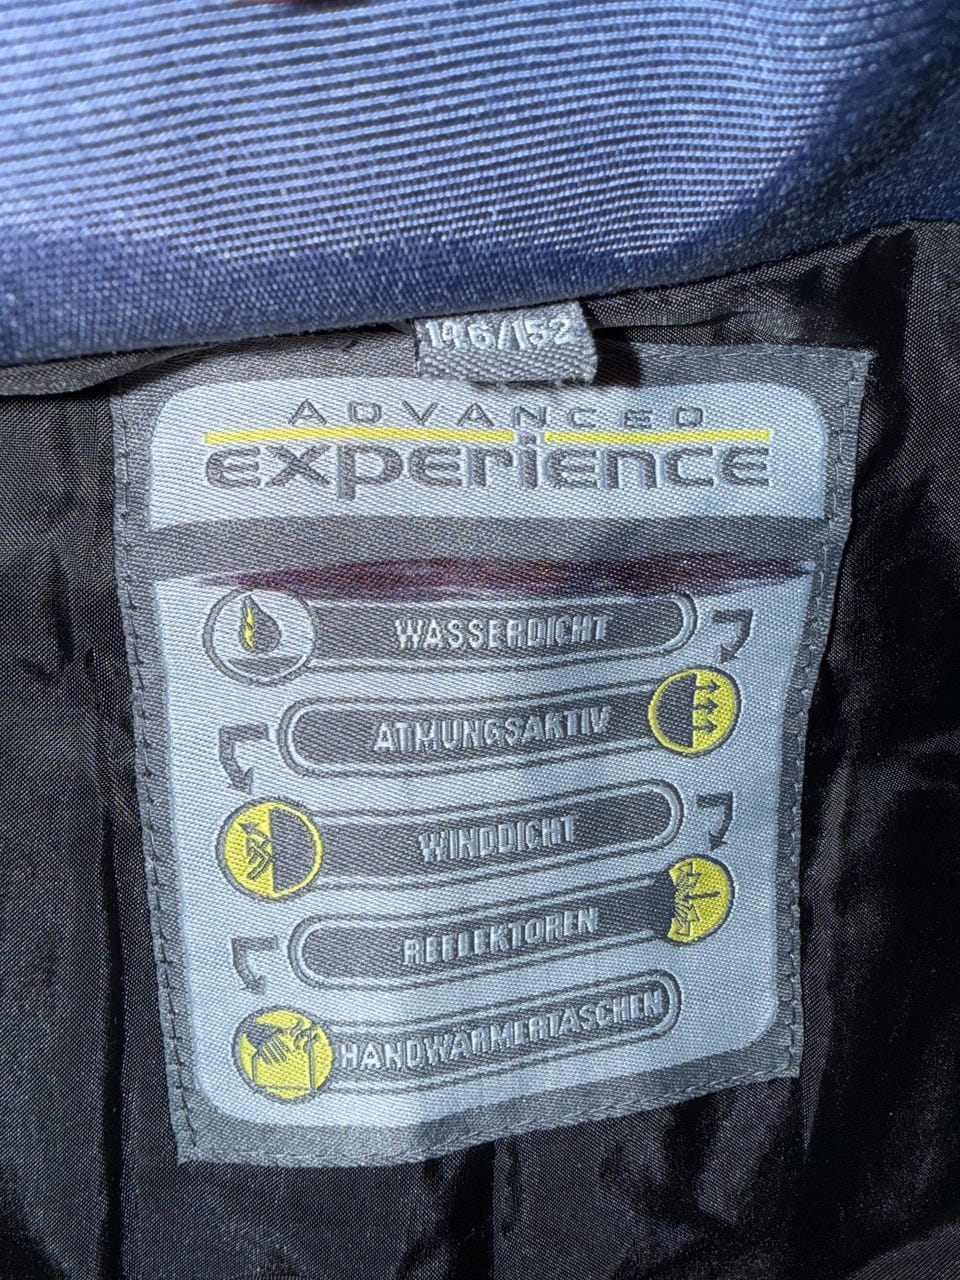 146/152
ADVANCED
experience
WASSERDICHT
ATMUNGSAKTIV
WINDDICHT
REFLEKTOREN
HANDWÄRMERTASCHEN